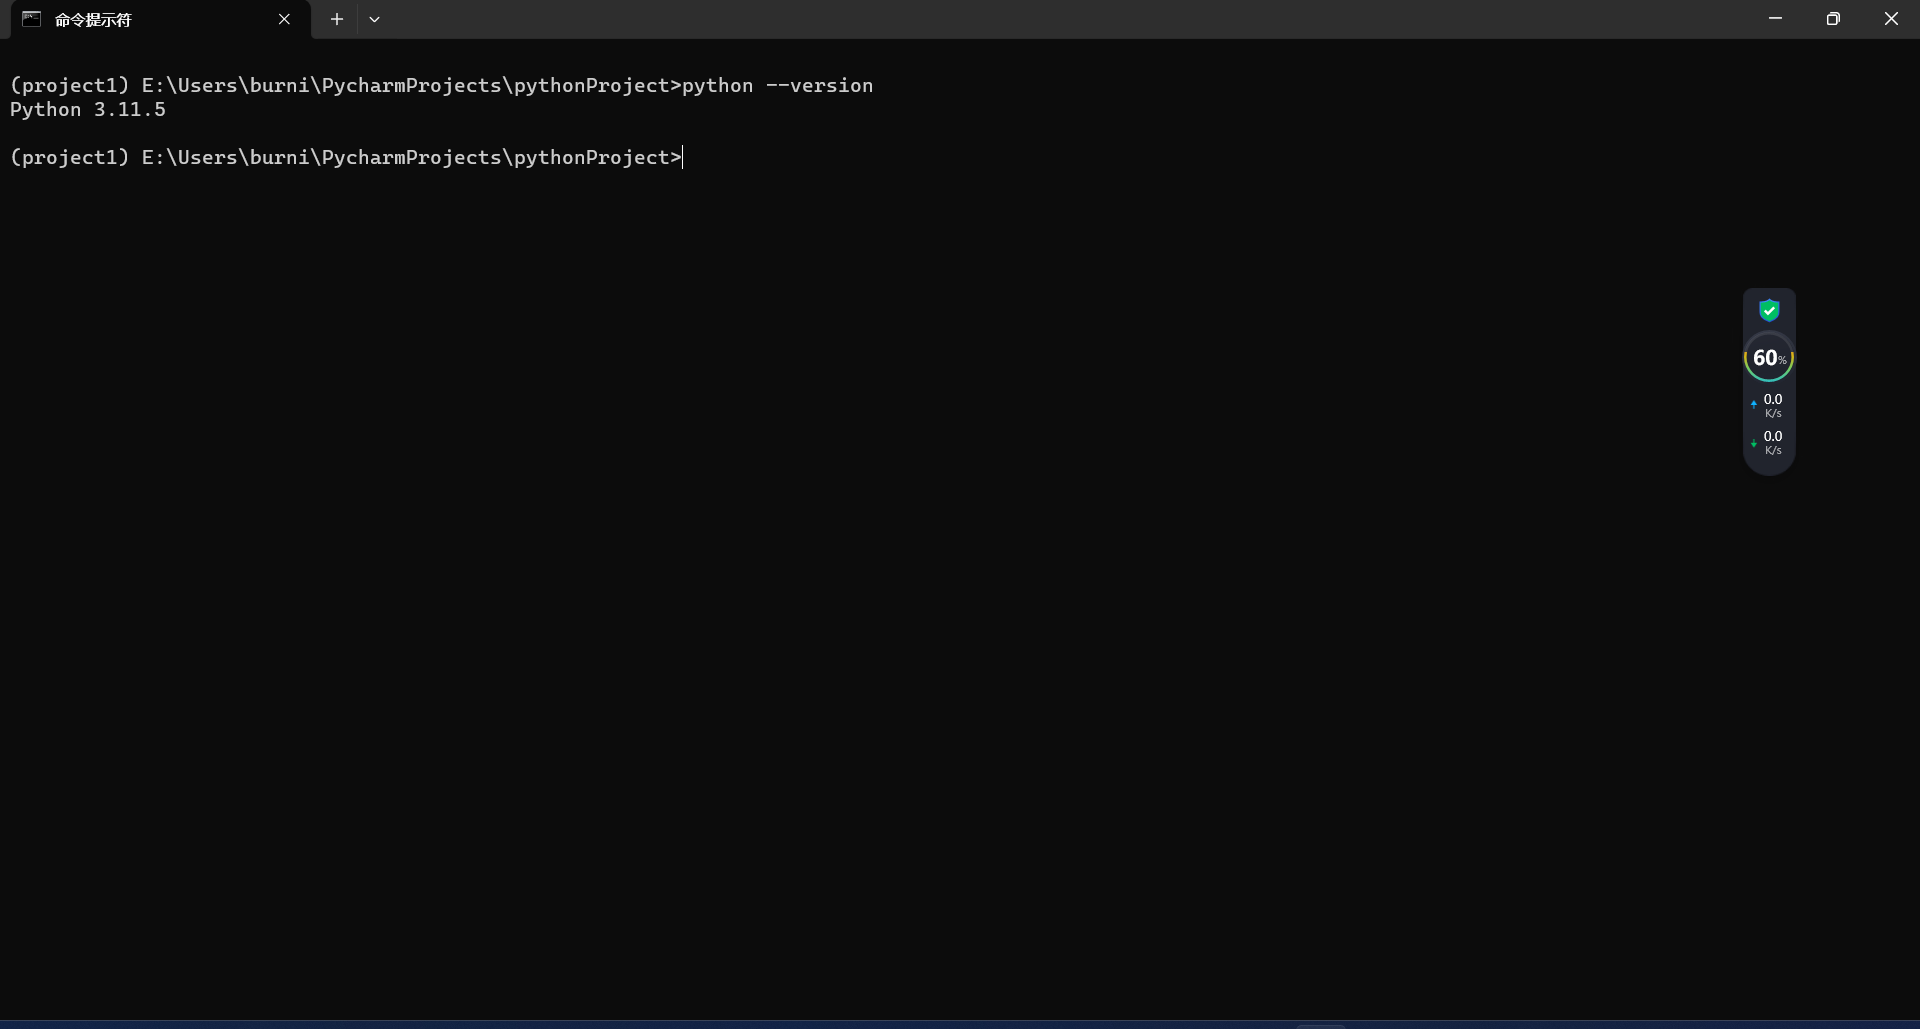 命令提示符
(project1) E:\Users\burni\PycharmProjects\pythonProject>python --version
Python 3.11.5
(project1) E:\Users\burni\PycharmProjects\pythonProject>
60%
0.0
K/s
0.0
K/s